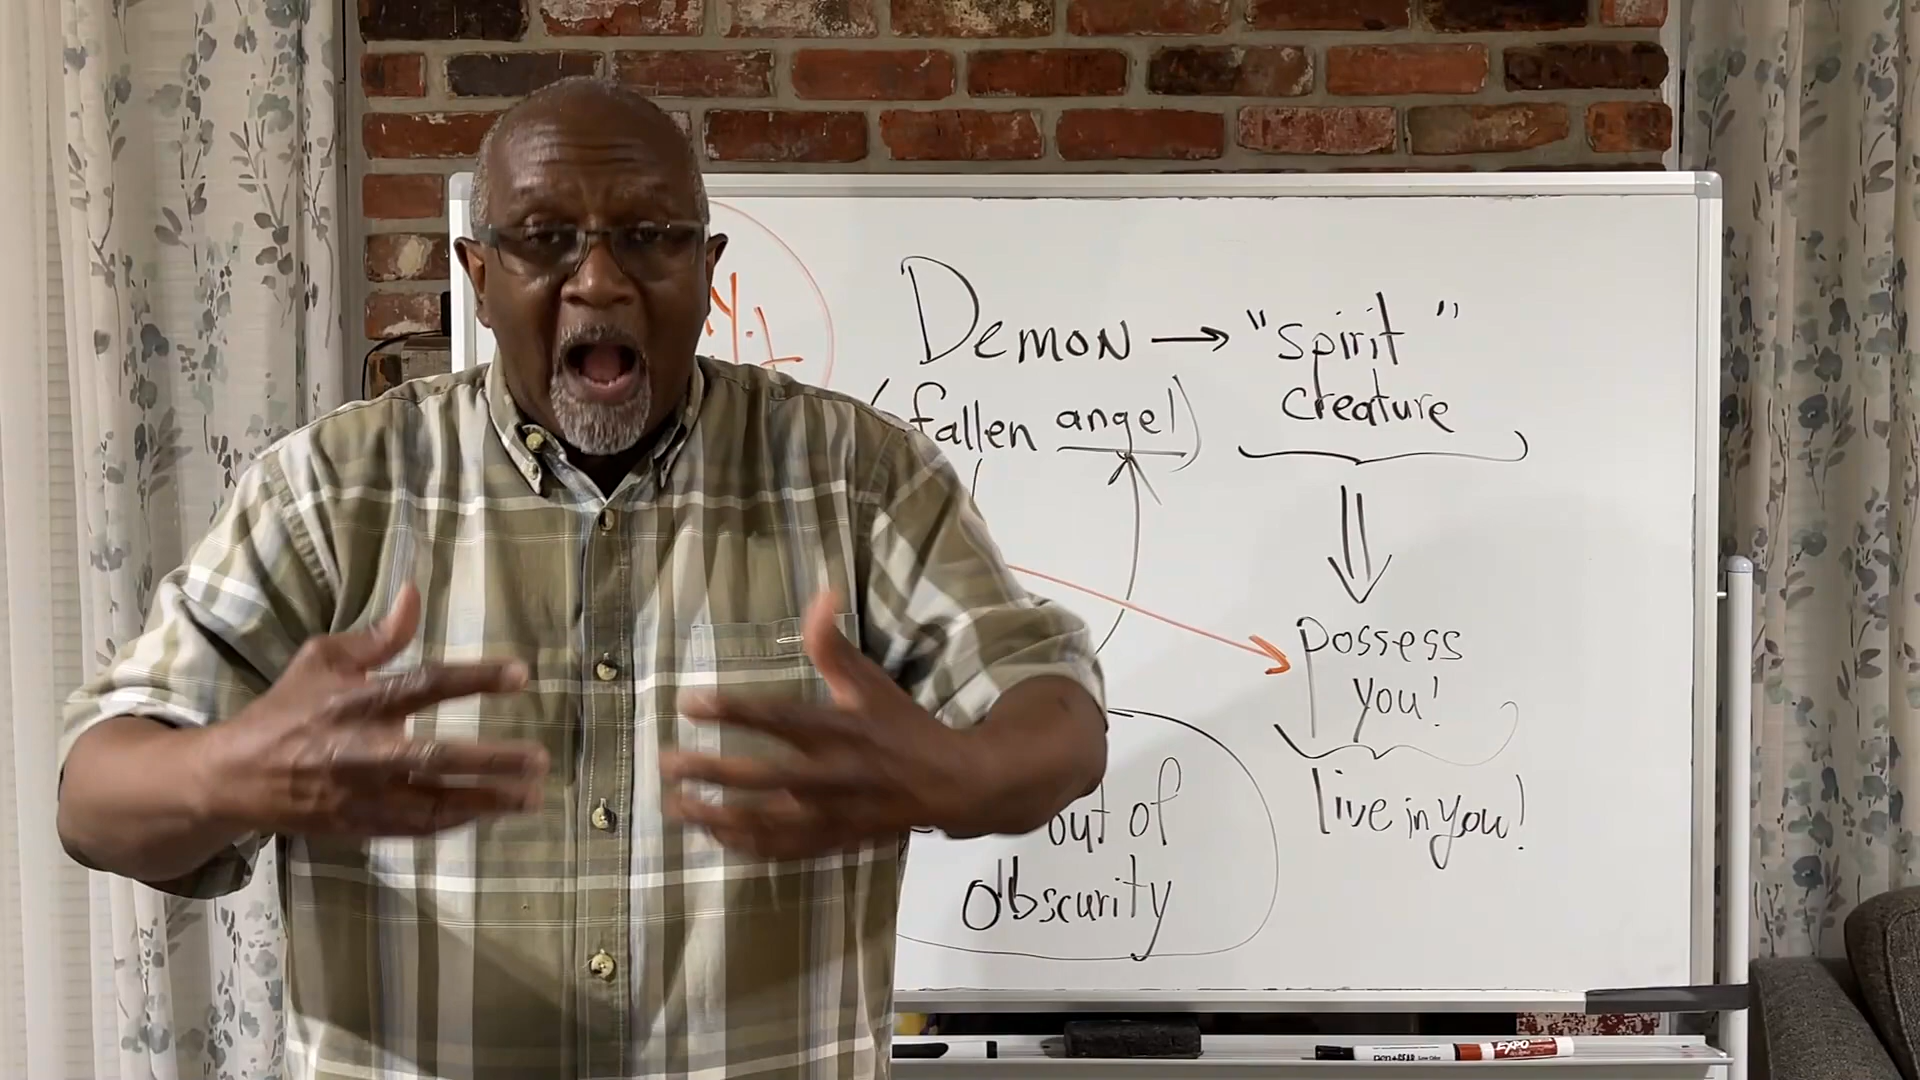 Demon → "spirit"
creature
(fallen angel)
possess
you!
live in you!
out of
obscurity
EXPO